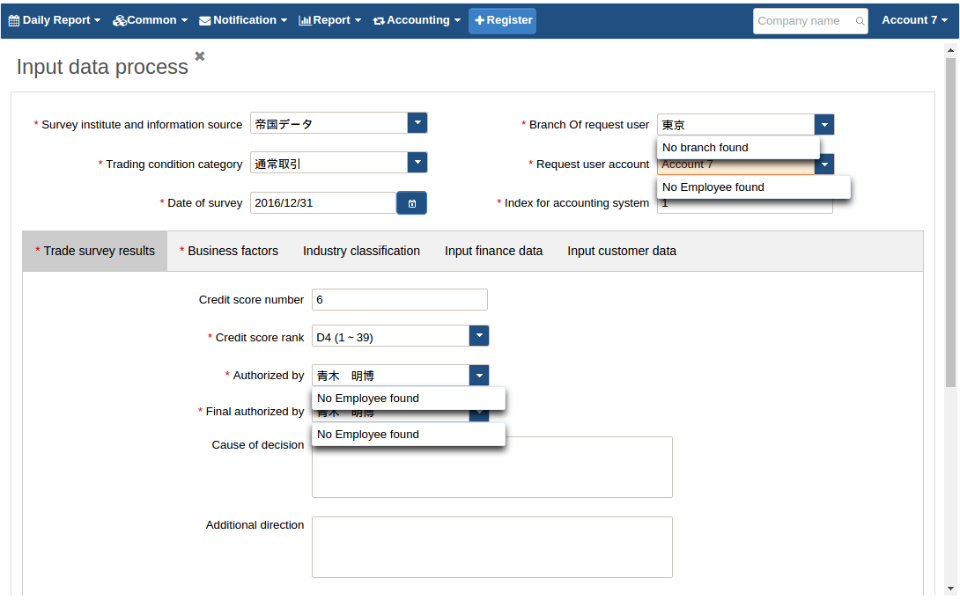 Daily Report Common Notification Report Accounting Register Company name Account 7
Input data process
* Survey institute and information source 帝国データ * Branch Of request user 東京
No branch found
* Trading condition category 通常取引 * Request user account Account 7
No Employee found
* Date of survey 2016/12/31 * Index for accounting system 1
* Trade survey results * Business factors Industry classification Input finance data Input customer data
Credit score number 6
* Credit score rank D4 (1 ~ 39)
* Authorized by 青木 明博
No Employee found
* Final authorized by 青木 明博
No Employee found
Cause of decision
Additional direction